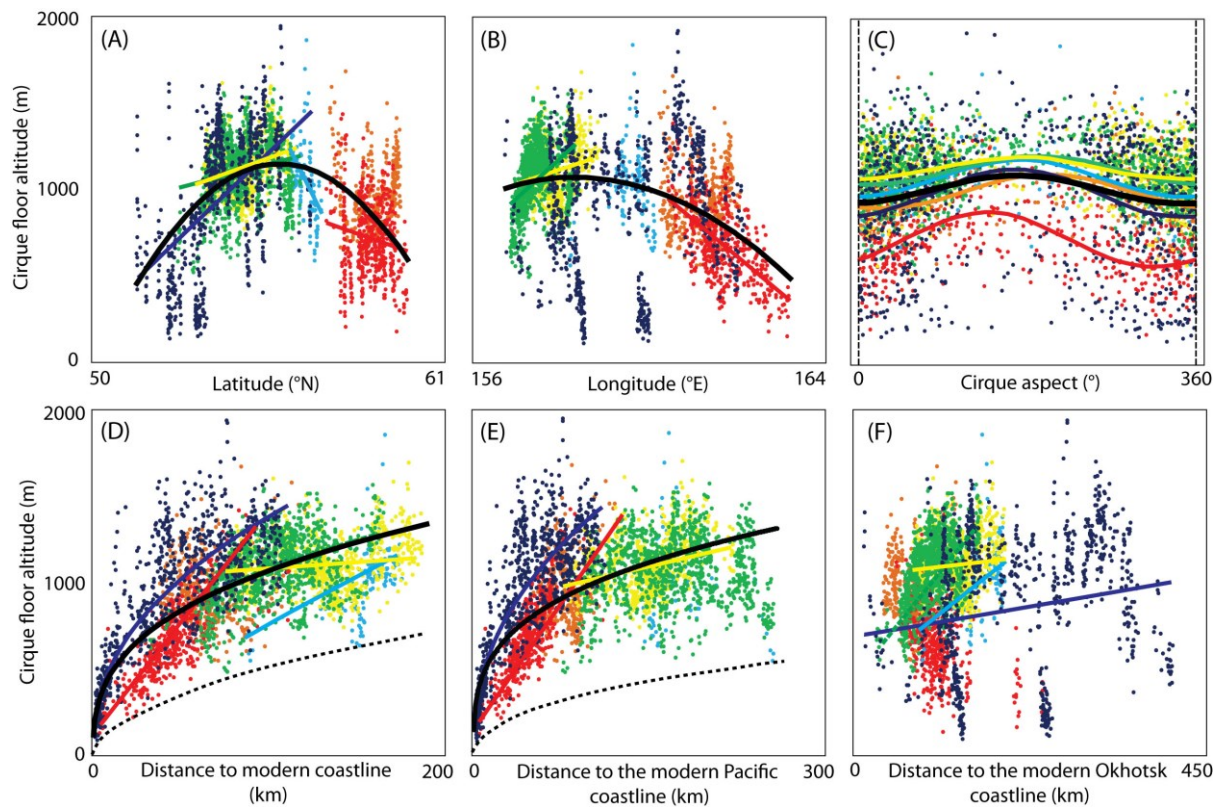 Cirque floor altitude (m)
2000
1000
0
(A)
50
Latitude (°N)
61
(B)
156
Longitude (°E)
164
(C)
0
Cirque aspect (°)
360
Cirque floor altitude (m)
2000
1000
0
(D)
0
Distance to modern coastline
(km)
200
(E)
0
Distance to the modern Pacific
coastline (km)
300
(F)
0
Distance to the modern Okhotsk
coastline (km)
450